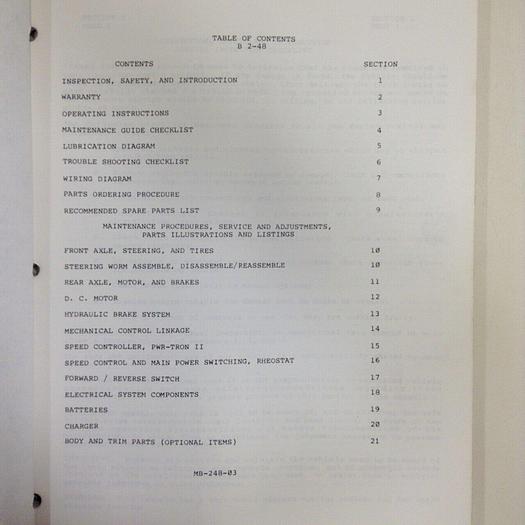 TABLE OF CONTENTS
B 2-48
CONTENTS SECTION
INSPECTION, SAFETY, AND INTRODUCTION 1
WARRANTY 2
OPERATING INSTRUCTIONS 3
MAINTENANCE GUIDE CHECKLIST 4
LUBRICATION DIAGRAM 5
TROUBLE SHOOTING CHECKLIST 6
WIRING DIAGRAM 7
PARTS ORDERING PROCEDURE 8
RECOMMENDED SPARE PARTS LIST 9
MAINTENANCE PROCEDURES, SERVICE AND ADJUSTMENTS,
PARTS ILLUSTRATIONS AND LISTINGS
FRONT AXLE, STEERING, AND TIRES 10
STEERING WORM ASSEMBLE, DISASSEMBLE/REASSEMBLE 10
REAR AXLE, MOTOR, AND BRAKES 11
D. C. MOTOR 12
HYDRAULIC BRAKE SYSTEM 13
MECHANICAL CONTROL LINKAGE 14
SPEED CONTROLLER, PWR-TRON II 15
SPEED CONTROL AND MAIN POWER SWITCHING, RHEOSTAT 16
FORWARD / REVERSE SWITCH 17
ELECTRICAL SYSTEM COMPONENTS 18
BATTERIES 19
CHARGER 20
BODY AND TRIM PARTS (OPTIONAL ITEMS) 21
MB-248-03